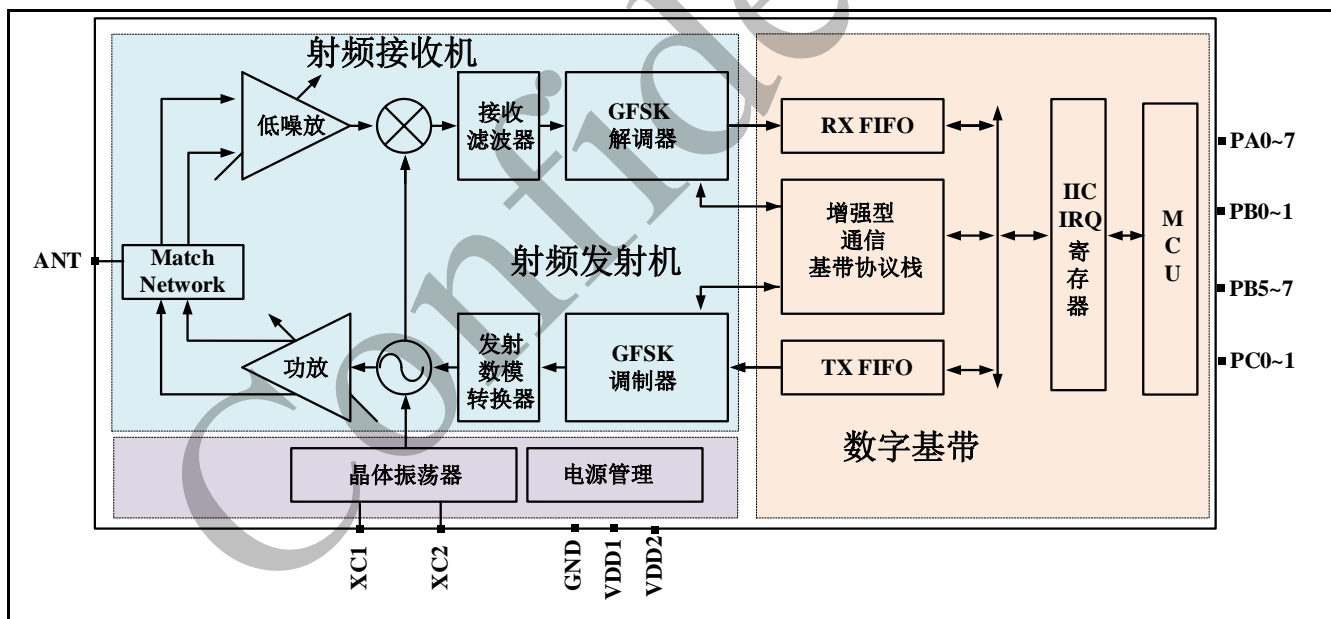 Confide
射频接收机
低噪放
接收
滤波器
GFSK
解调器
RX FIFO
增强型
通信
基带协议栈
IIC
IRQ
寄
存
器
M
C
U
PA0~7
PB0~1
PB5~7
PC0~1
ANT
Match
Network
射频发射机
功放
发射
数模
转换器
GFSK
调制器
TX FIFO
数字基带
晶体振荡器
电源管理
XC1
XC2
GND
VDD1
VDD2